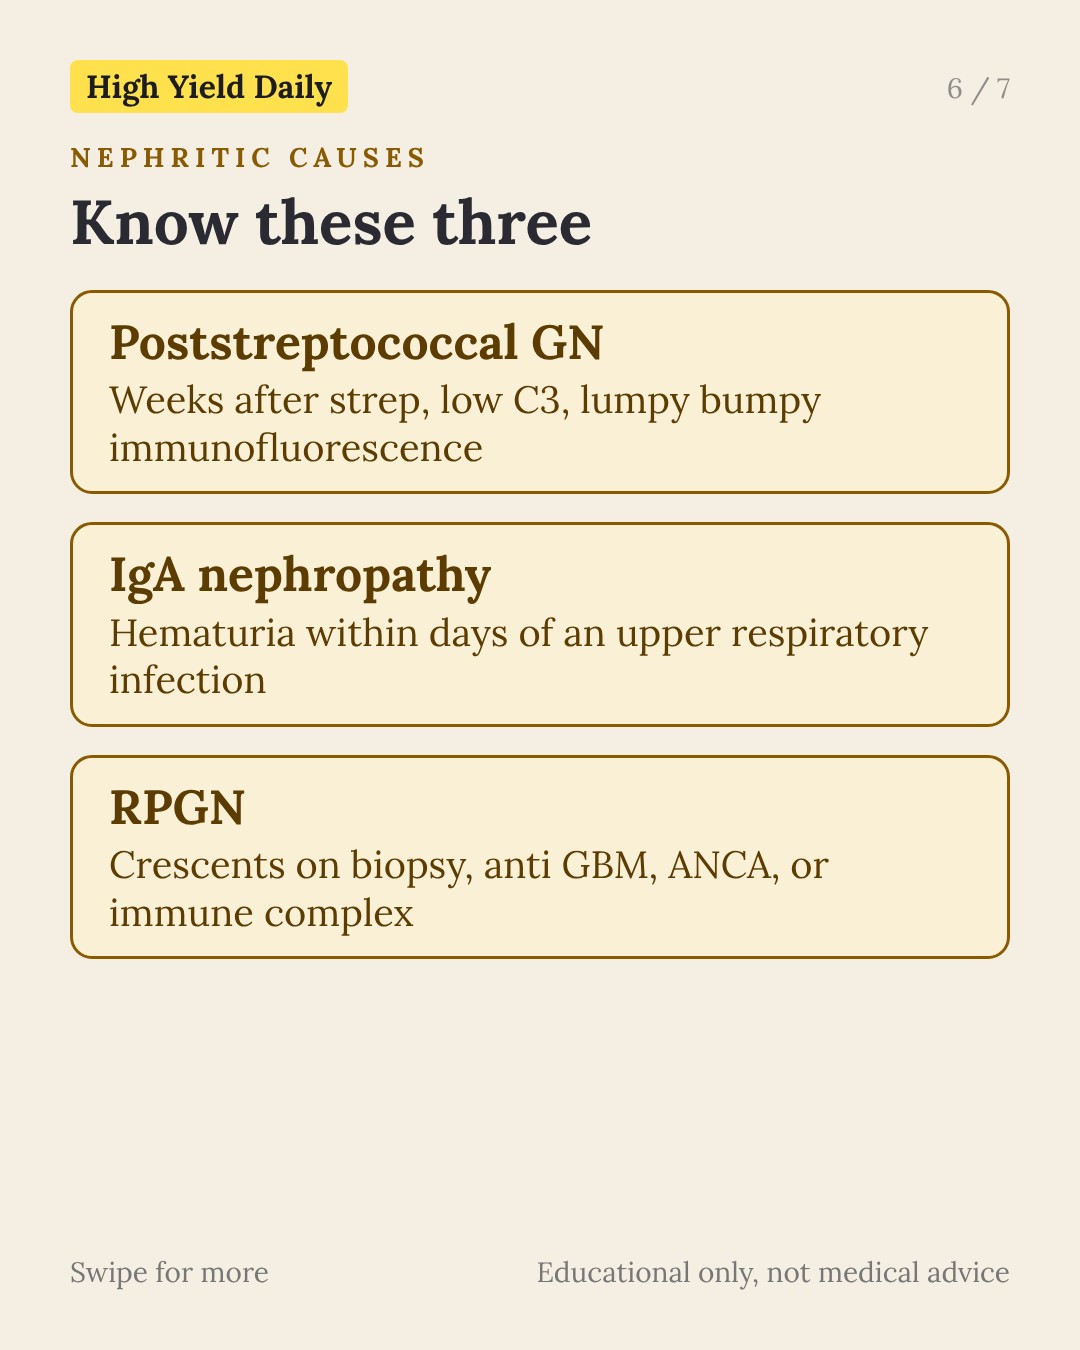 High Yield Daily
6 / 7
NEPHRITIC CAUSES
Know these three
Poststreptococcal GN
Weeks after strep, low C3, lumpy bumpy
immunofluorescence
IgA nephropathy
Hematuria within days of an upper respiratory
infection
RPGN
Crescents on biopsy, anti GBM, ANCA, or
immune complex
Swipe for more
Educational only, not medical advice